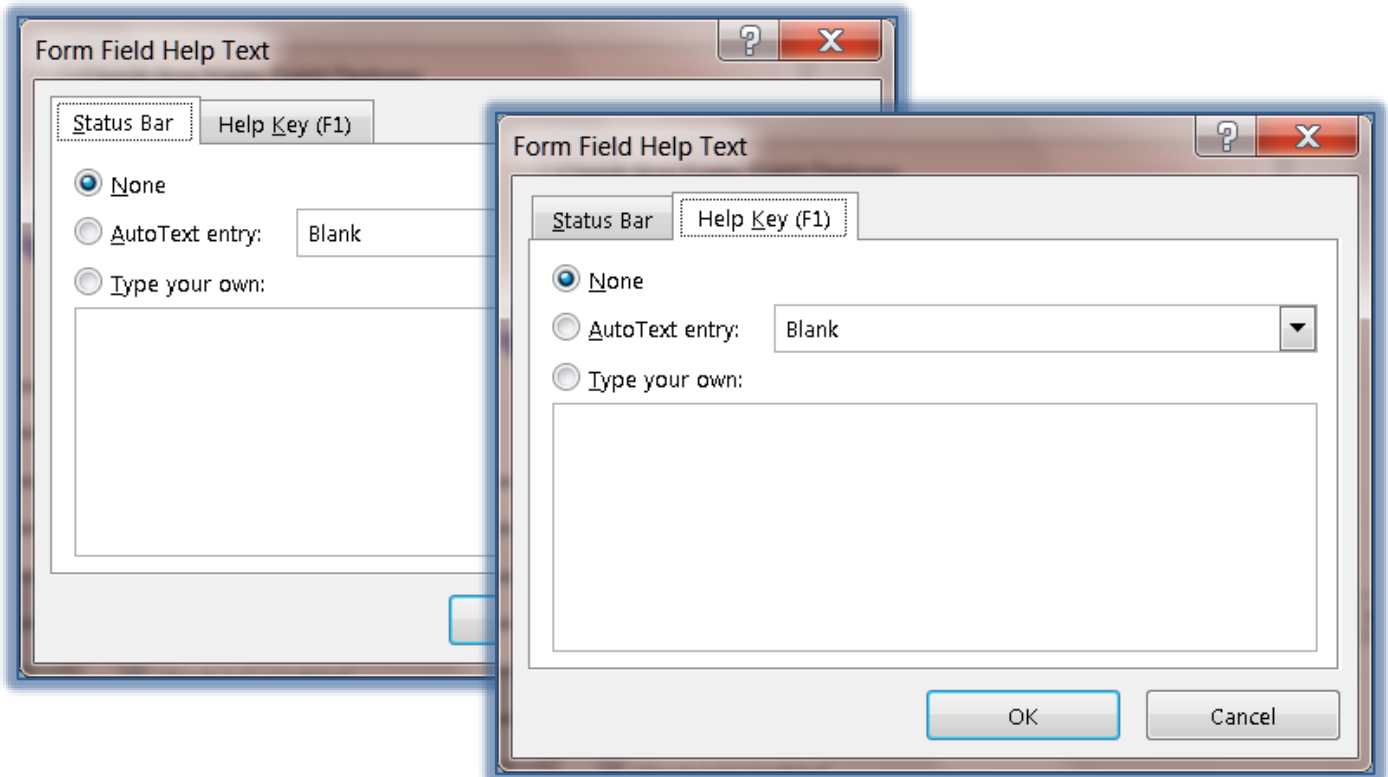 Form Field Help Text
Status Bar
Help Key (F1)
None
AutoText entry:
Blank
Type your own:
Form Field Help Text
Status Bar
Help Key (F1)
None
AutoText entry:
Blank
Type your own:
OK
Cancel